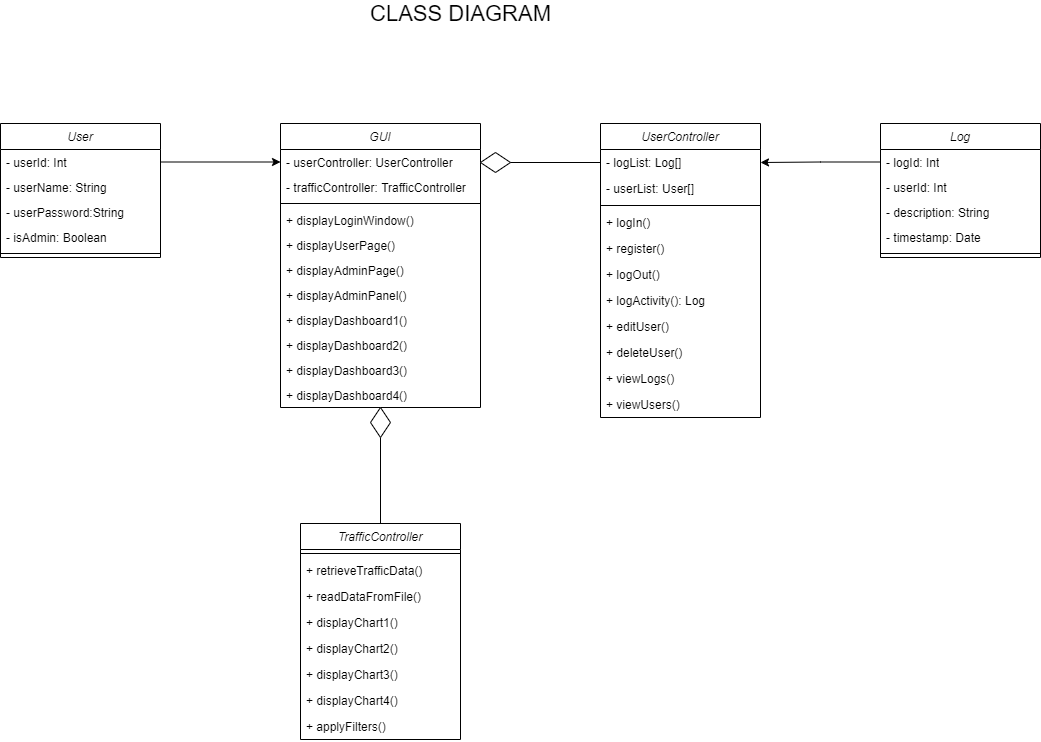 CLASS DIAGRAM
User
- userId: Int
- userName: String
- userPassword:String
- isAdmin: Boolean
GUI
- userController: UserController
- trafficController: TrafficController
+ displayLoginWindow()
+ displayUserPage()
+ displayAdminPage()
+ displayAdminPanel()
+ displayDashboard1()
+ displayDashboard2()
+ displayDashboard3()
+ displayDashboard4()
UserController
- logList: Log[]
- userList: User[]
+ logIn()
+ register()
+ logOut()
+ logActivity(): Log
+ editUser()
+ deleteUser()
+ viewLogs()
+ viewUsers()
Log
- logId: Int
- userId: Int
- description: String
- timestamp: Date
TrafficController
+ retrieveTrafficData()
+ readDataFromFile()
+ displayChart1()
+ displayChart2()
+ displayChart3()
+ displayChart4()
+ applyFilters()